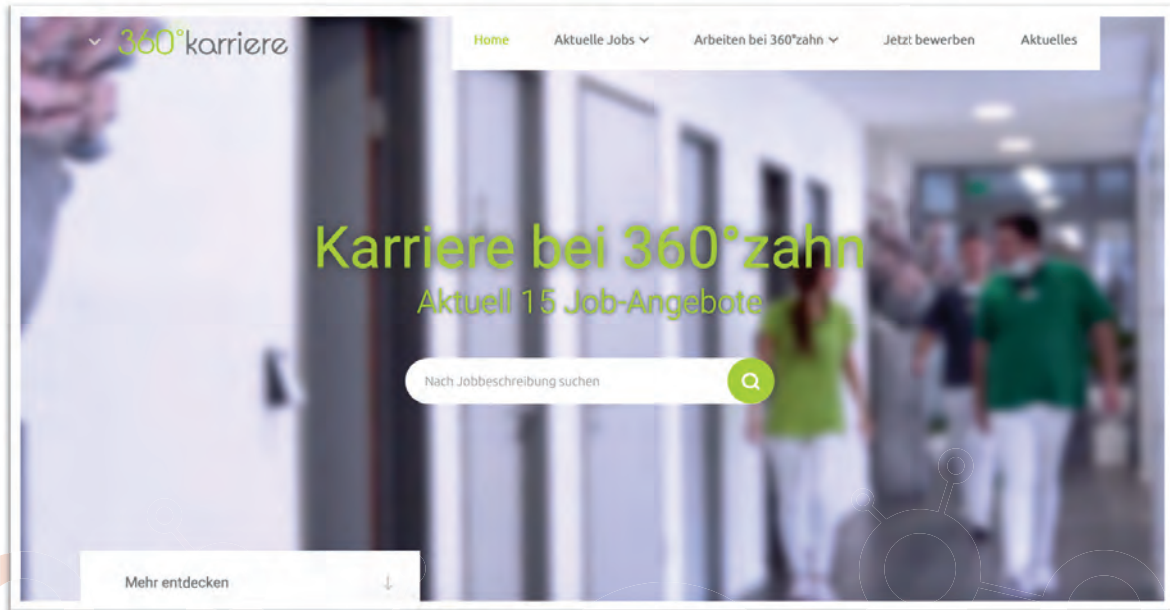 360°karriere
Home
Aktuelle Jobs
Arbeiten bei 360°zahn
Jetzt bewerben
Aktuelles
Karriere bei 360°zahn
Aktuell 15 Job-Angebote
Nach Jobbeschreibung suchen
Mehr entdecken